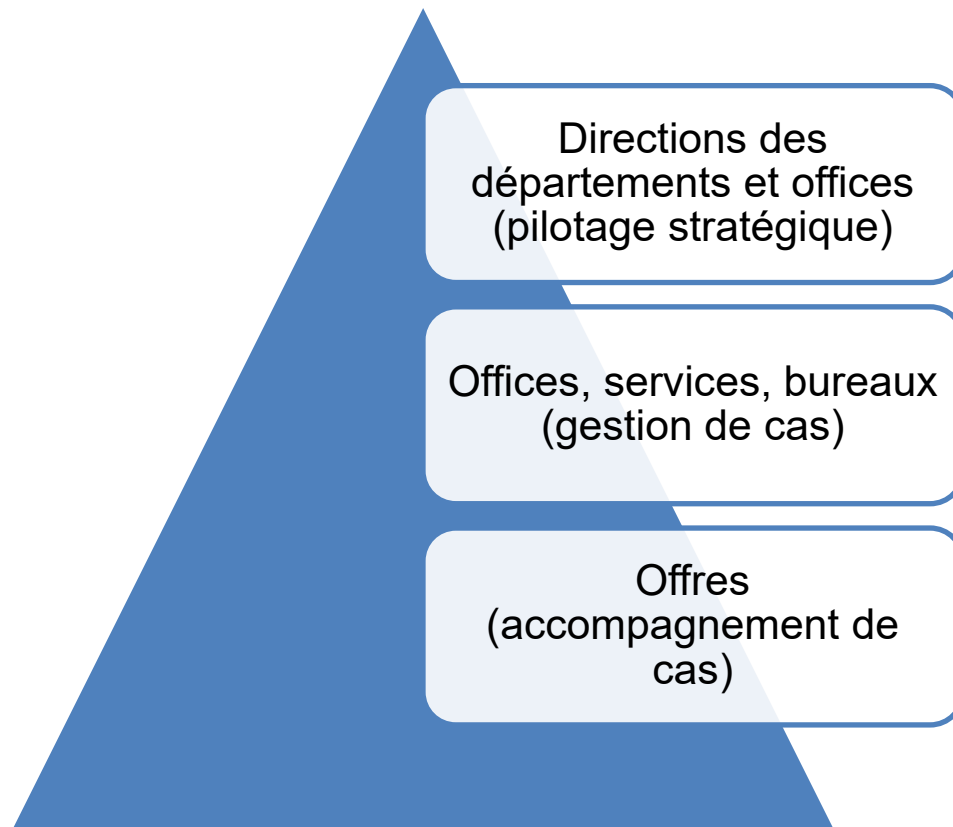 Directions des
départements et offices
(pilotage stratégique)
Offices, services, bureaux
(gestion de cas)
Offres
(accompagnement de
cas)